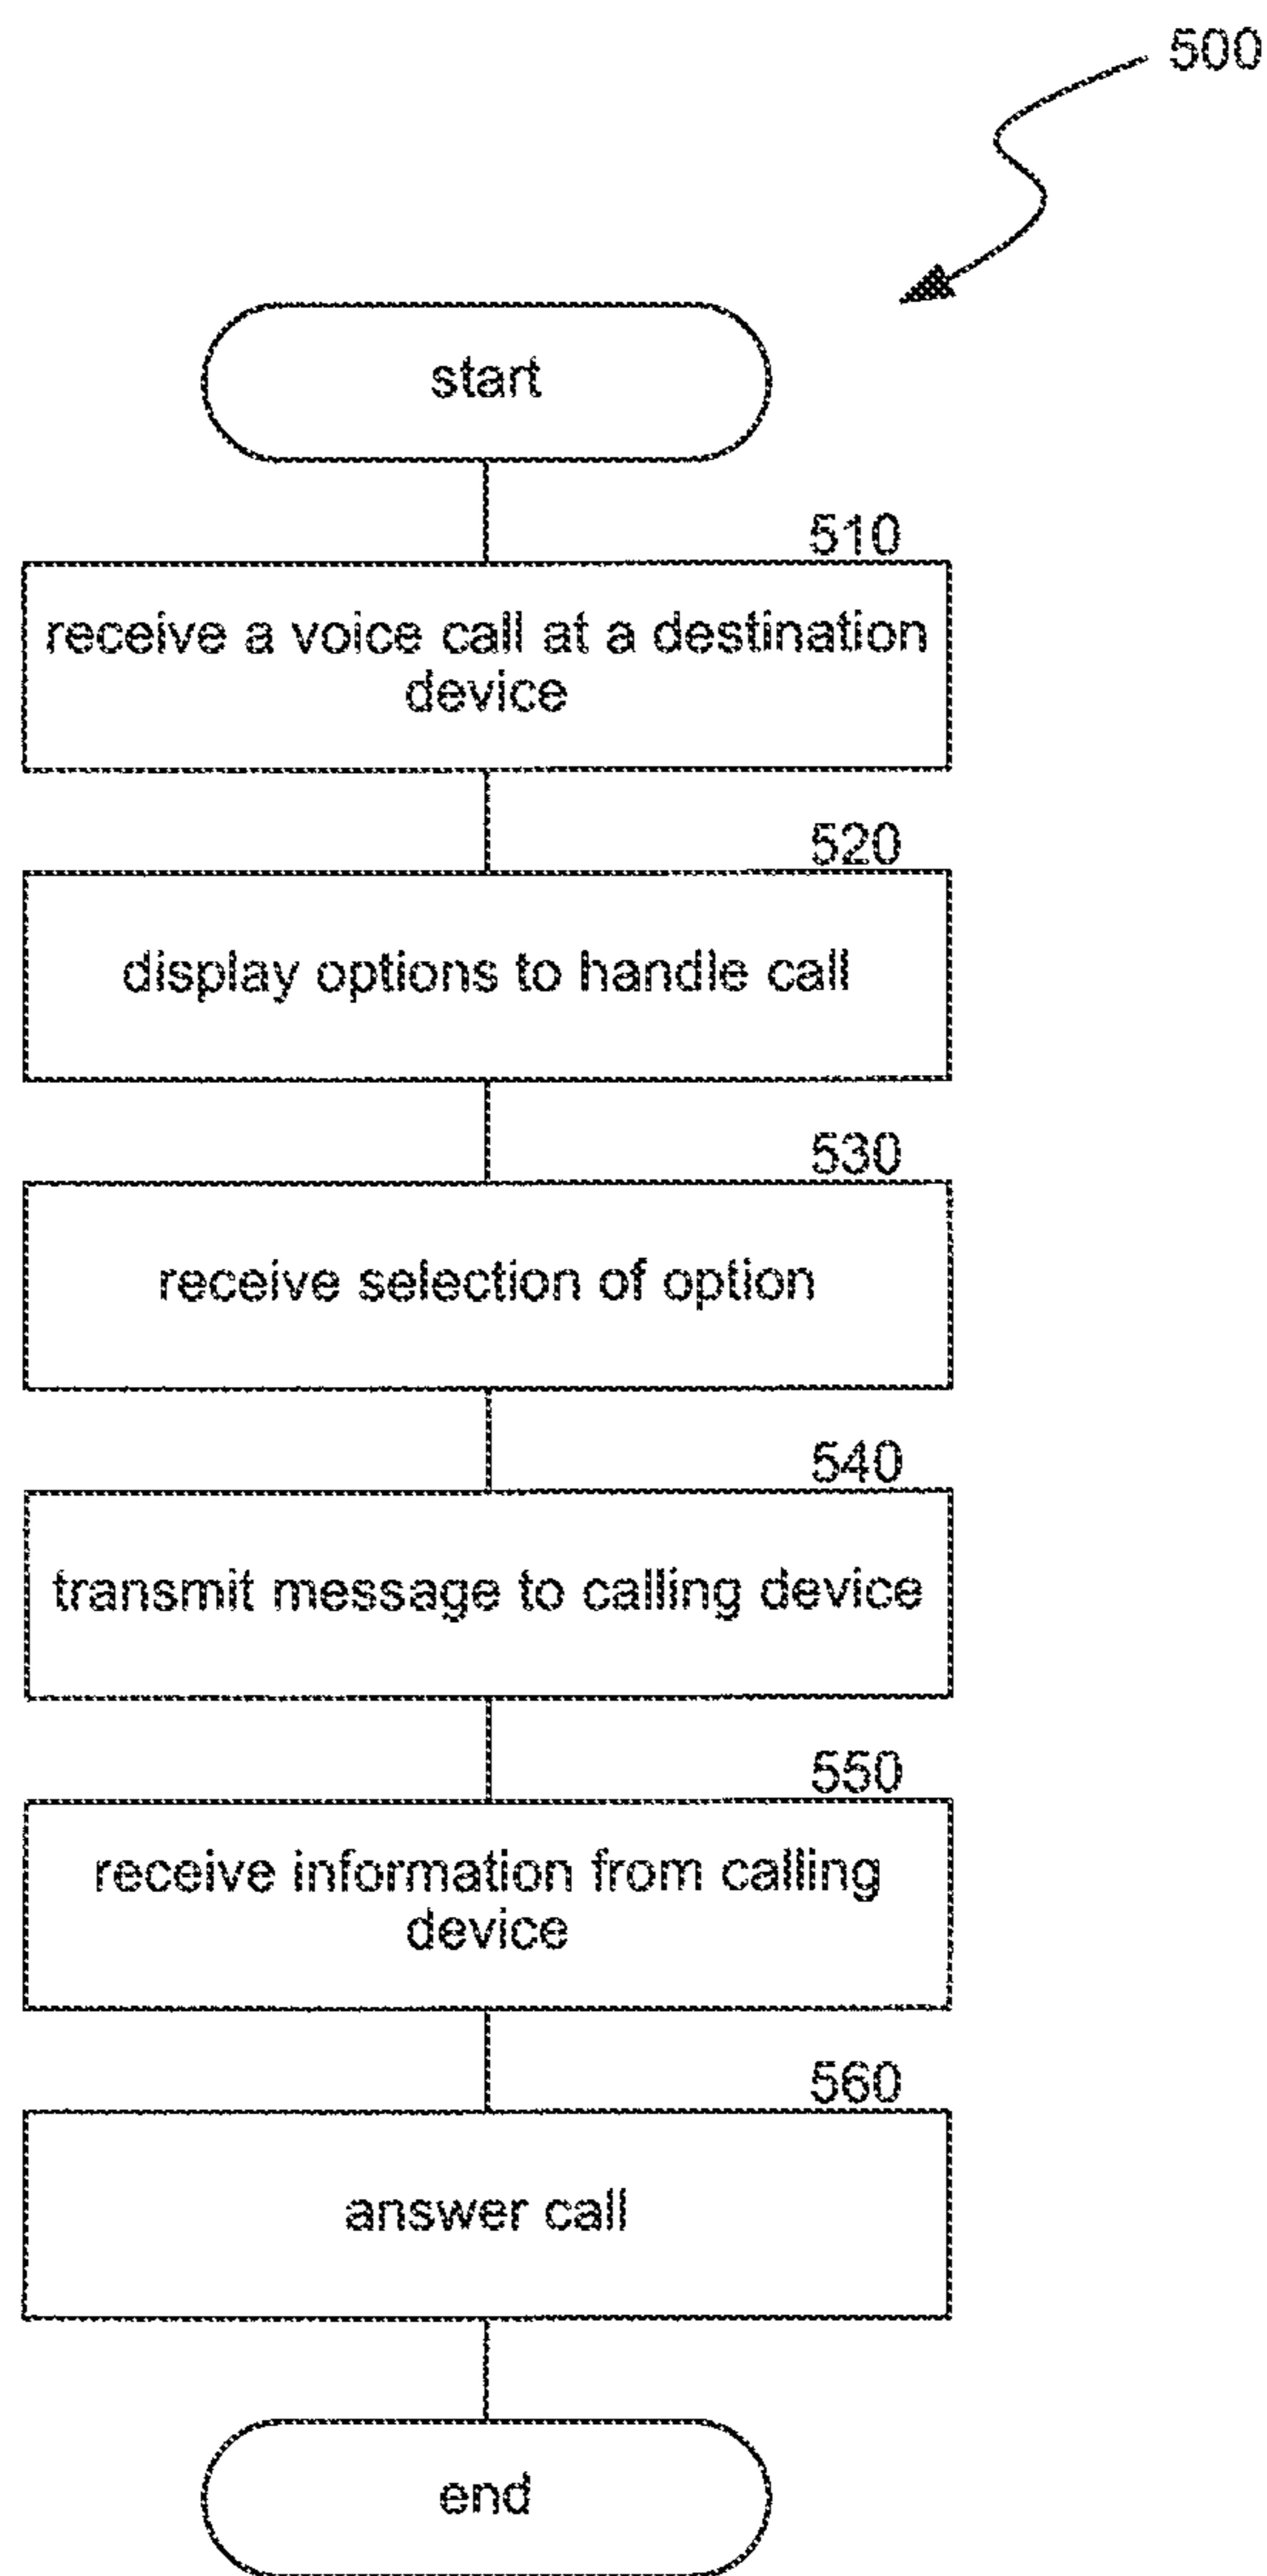 500
start
510
receive a voice call at a destination
device
520
display options to handle call
530
receive selection of option
540
transmit message to calling device
550
receive information from calling
device
560
answer call
end